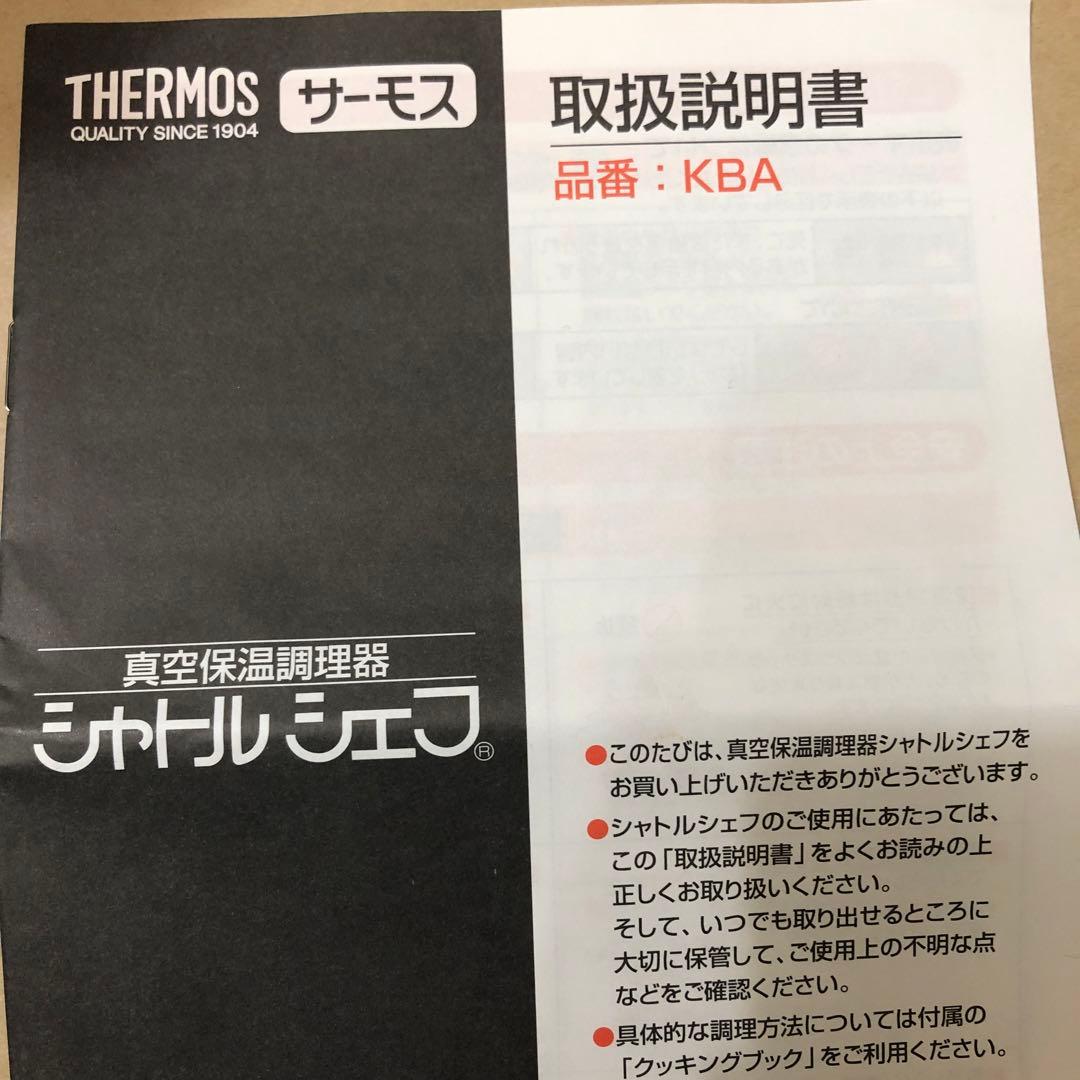 THERMOS
QUALITY SINCE 1904
サーモス
取扱説明書
品番：KBA
真空保温調理器
シャトルシェフ®
●このたびは、真空保温調理器シャトルシェフを
お買い上げいただきありがとうございます。
●シャトルシェフのご使用にあたっては、
この「取扱説明書」をよくお読みの上
正しくお取り扱いください。
そして、いつでも取り出せるところに
大切に保管して、ご使用上の不明な点
などをご確認ください。
●具体的な調理方法については付属の
「クッキングブック」をご利用ください。